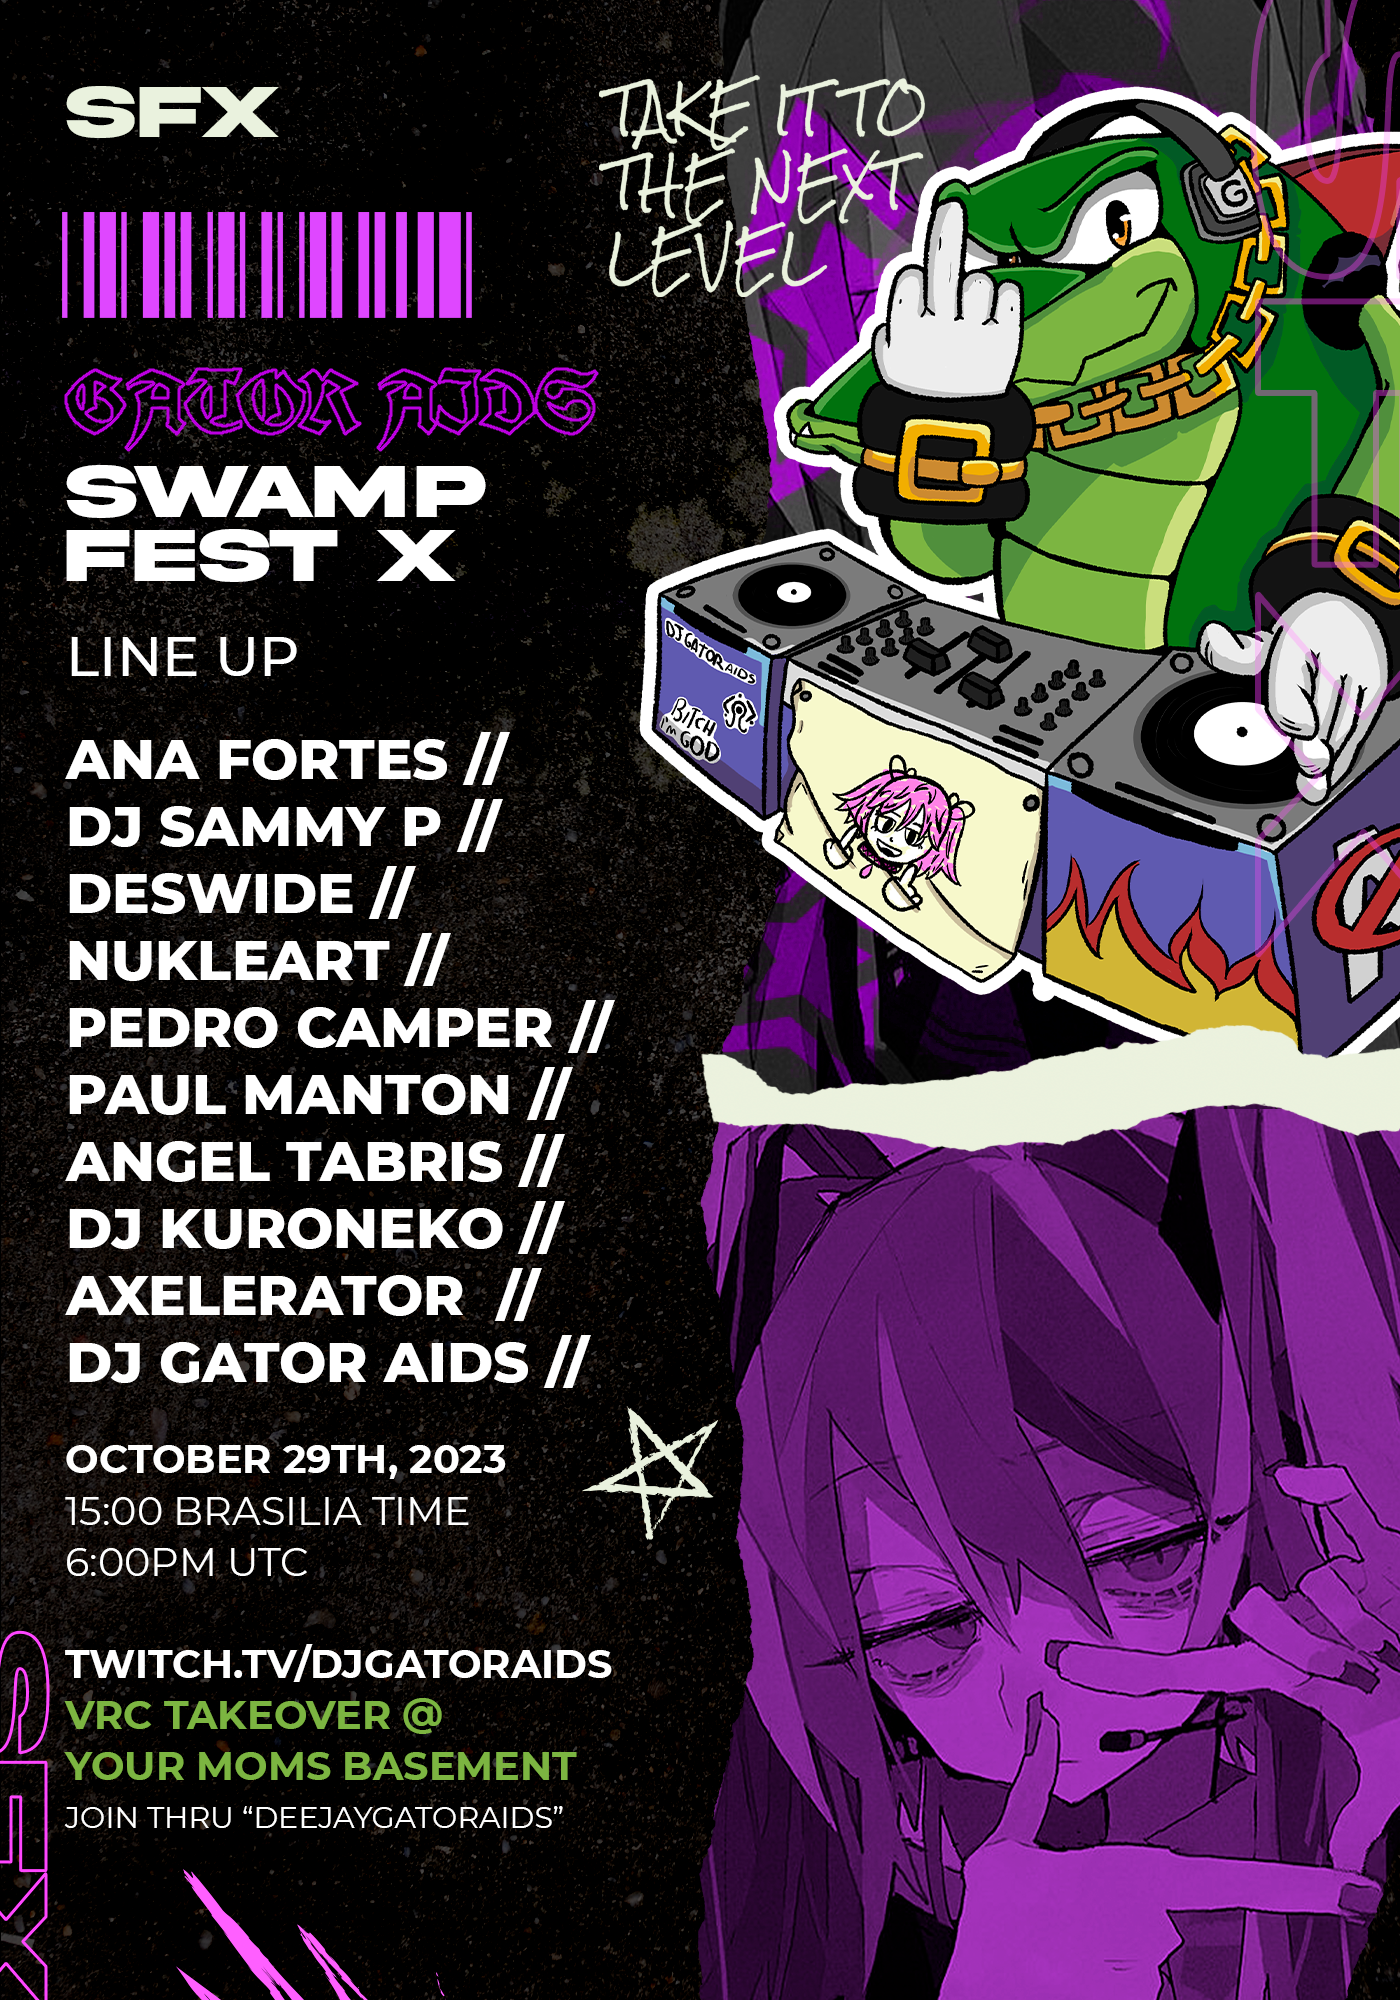 SFX
TAKE IT TO
THE NEXT
LEVEL
G
GATOR AIDS
SWAMP
FEST X
LINE UP
DJ GATOR AIDS
BITCH
I'm GOD
ANA FORTES //
DJ SAMMY P //
DESWIDE //
NUKLEART //
PEDRO CAMPER //
PAUL MANTON //
ANGEL TABRIS //
DJ KURONEKO //
AXELERATOR //
DJ GATOR AIDS //
OCTOBER 29TH, 2023
15:00 BRASILIA TIME
6:00PM UTC
TWITCH.TV/DJGATORAIDS
VRC TAKEOVER @
YOUR MOMS BASEMENT
JOIN THRU “DEEJAYGATORAIDS”
SFX